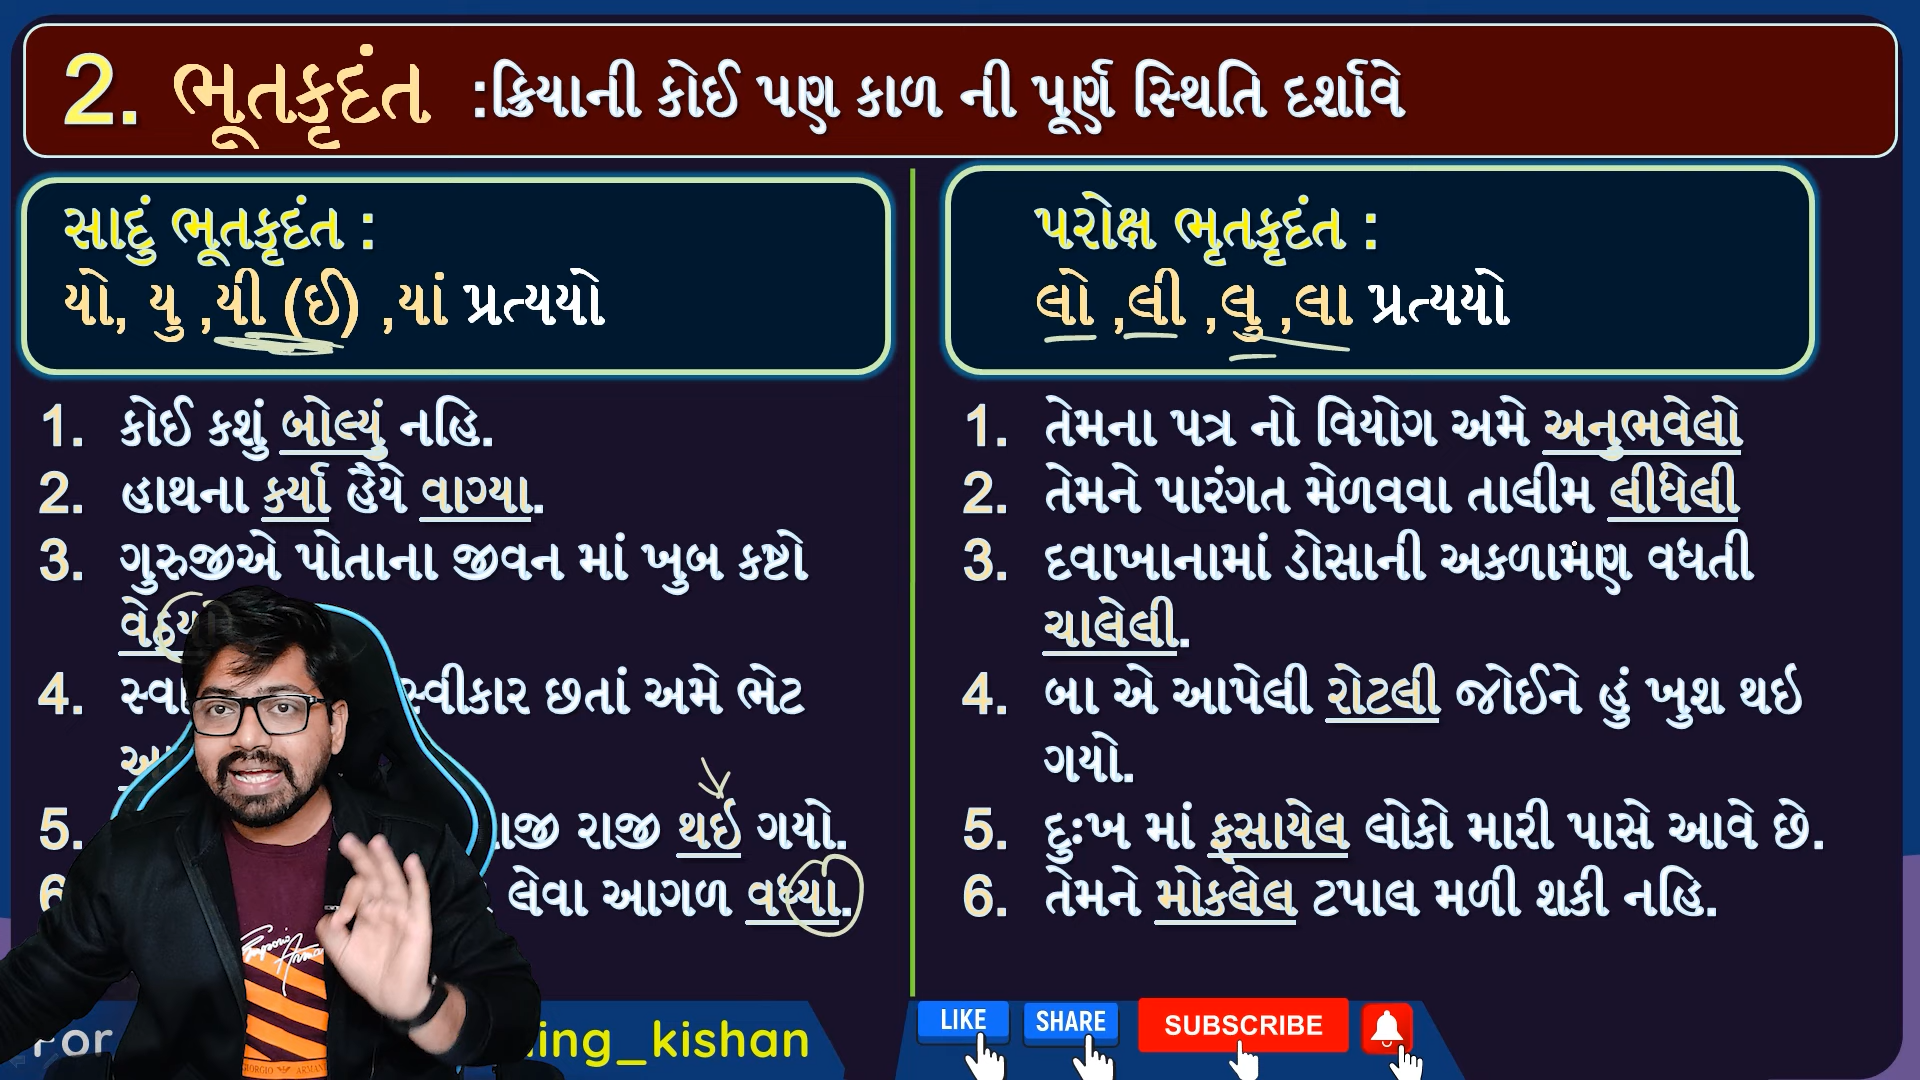 2. ભૂતકૃદંત :ક્રિયાની કોઈ પણ કાળ ની પૂર્ણ સ્થિતિ દર્શાવે
સાદું ભૂતકૃદંત :
યો, યુ ,યી (ઈ) ,યાં પ્રત્યયો
1. કોઈ કશું બોલ્યું નહિ.
2. હાથના કર્યા હૈયે વાગ્યા.
3. ગુરુજીએ પોતાના જીવન માં ખુબ કષ્ટો
4. સ્વીકાર છતાં અમે ભેટ
5. રાજી થઈ ગયો.
6 લેવા આગળ વધ્યા.
પરોક્ષ ભૃતકૃદંત :
લો ,લી ,લુ ,લા પ્રત્યયો
1. તેમના પત્ર નો વિયોગ અમે અનુભવેલો
2. તેમને પારંગત મેળવવા તાલીમ લીધેલી
3. દવાખાનામાં ડોસાની અકળામણ વધતી
ચાલેલી.
4. બા એ આપેલી રોટલી જોઈને હું ખુશ થઇ
ગયો.
5. દુઃખ માં ફસાયેલ લોકો મારી પાસે આવે છે.
6. તેમને મોકલેલ ટપાલ મળી શકી નહિ.
For ing_kishan
LIKE SHARE SUBSCRIBE